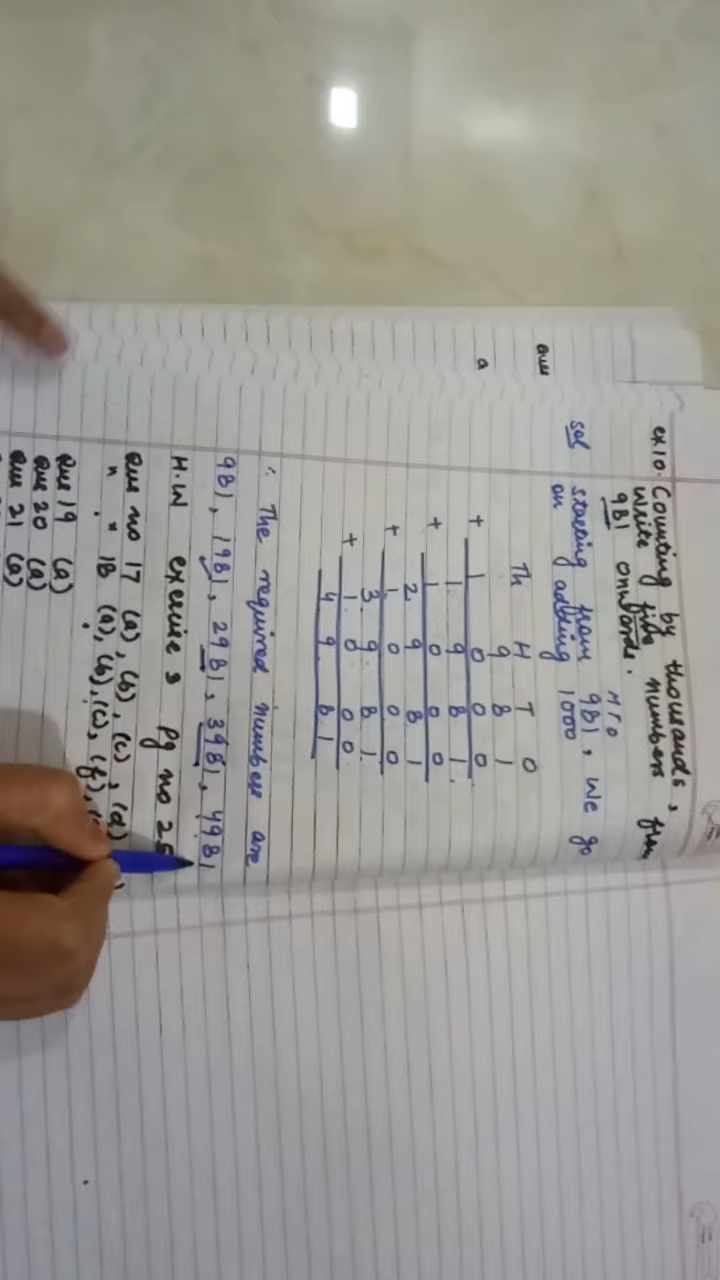 ex 10. Counting by thousands,
write five numbers from
981 onwards.
H T O
sol starting from 981, we go
on adding 1000
que
a
Th H T O
9 8 1
+ 1 0 0 0
1 9 8 1
+ 1 0 0 0
2 9 8 1
+ 1 0 0 0
3 9 8 1
+ 1 0 0 0
4 9 8 1
∴ The required numbers are
981, 1981, 2981, 3981, 4981
H.W exercise 3 pg no 25
Que no 17 (a), (b), (c), (d)
" " 18 (a), (b), (c), (f),
Que 19 (a)
Que 20 (a)
Que 21 (a)